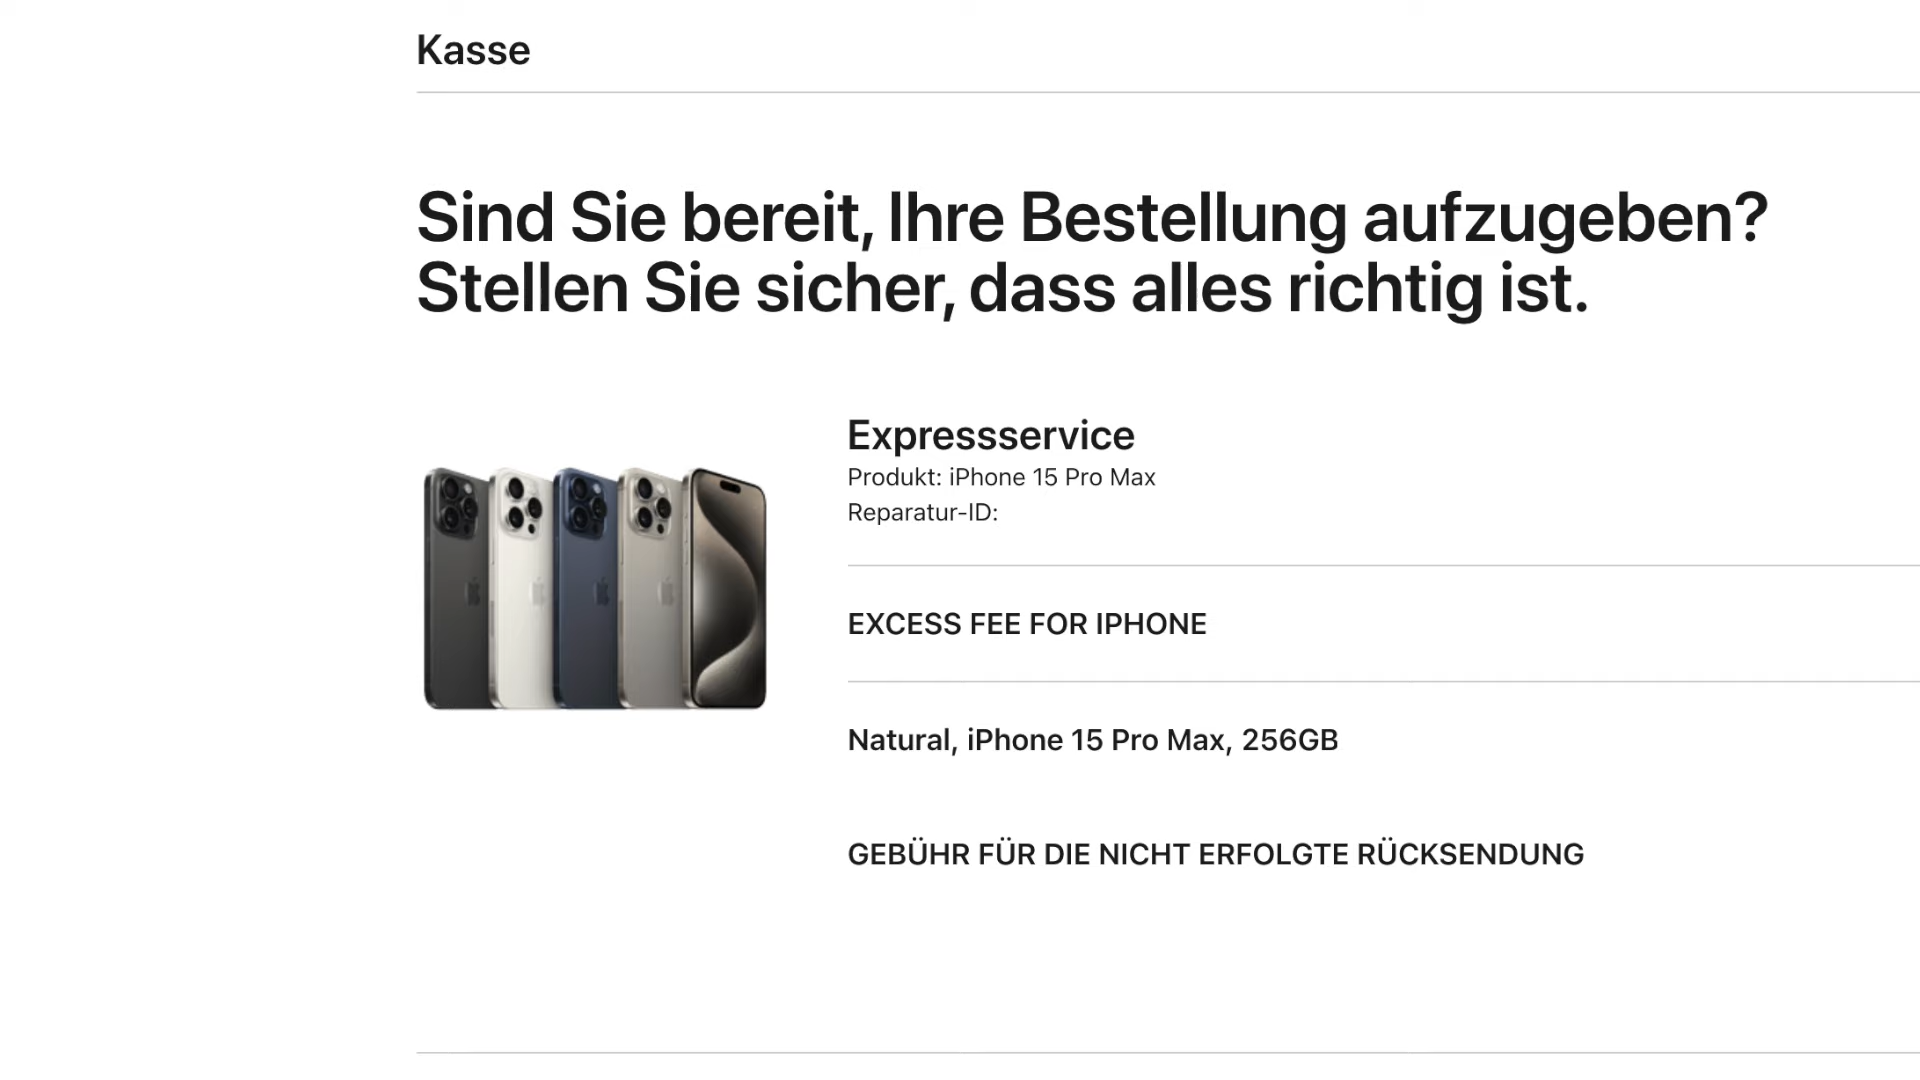 Kasse
Sind Sie bereit, Ihre Bestellung aufzugeben?
Stellen Sie sicher, dass alles richtig ist.
Expressservice
Produkt: iPhone 15 Pro Max
Reparatur-ID:
EXCESS FEE FOR IPHONE
Natural, iPhone 15 Pro Max, 256GB
GEBÜHR FÜR DIE NICHT ERFOLGTE RÜCKSENDUNG